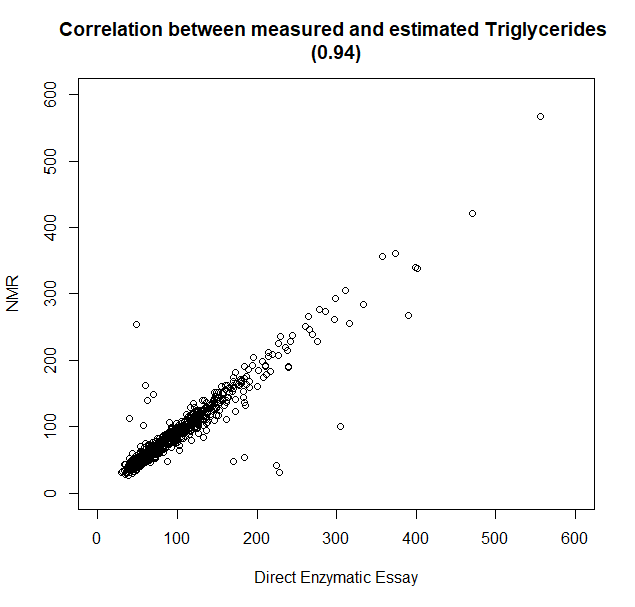 Correlation between measured and estimated Triglycerides
(0.94)
600
500
400
300
200
100
0
NMR
0 100 200 300 400 500 600
Direct Enzymatic Essay